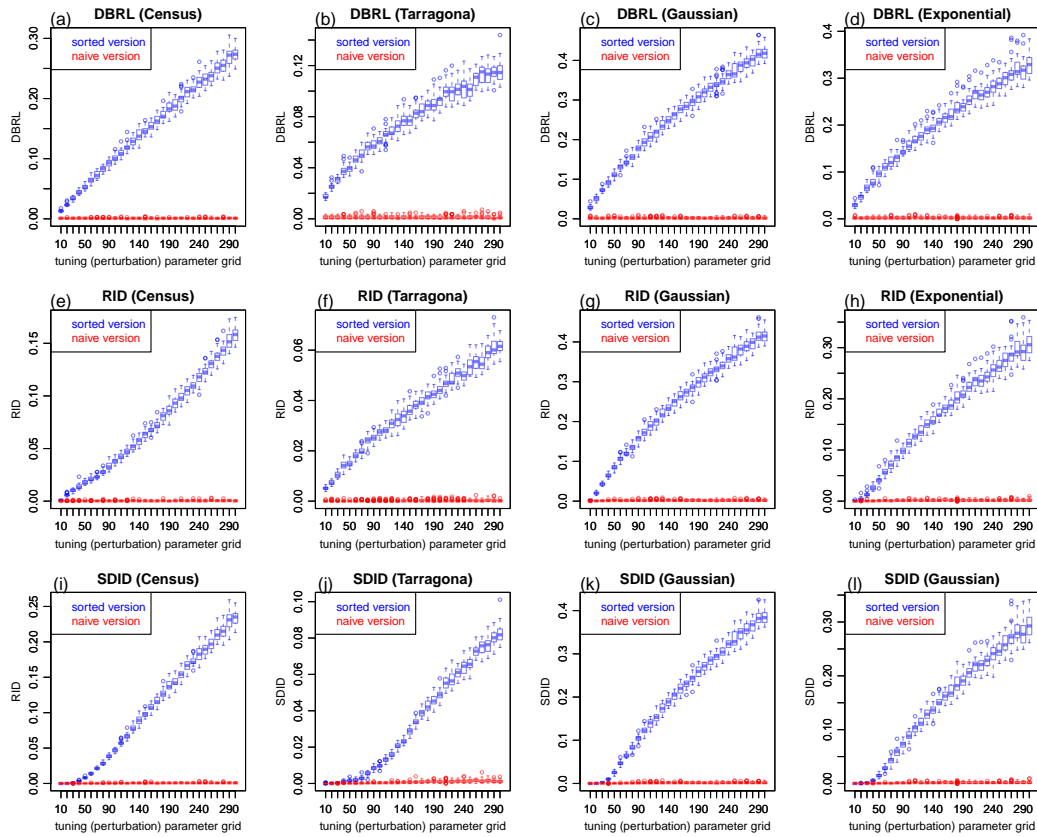 (a) DBRL (Census)
sorted version
naive version
DBRL
0.00 0.10 0.20 0.30
10 50 90 140 190 240 290
tuning (perturbation) parameter grid
(b) DBRL (Tarragona)
sorted version
naive version
DBRL
0.00 0.04 0.08 0.12
10 50 90 140 190 240 290
tuning (perturbation) parameter grid
(c) DBRL (Gaussian)
sorted version
naive version
DBRL
0.0 0.1 0.2 0.3 0.4
10 50 90 140 190 240 290
tuning (perturbation) parameter grid
(d) DBRL (Exponential)
sorted version
naive version
DBRL
0.0 0.1 0.2 0.3 0.4
10 50 90 140 190 240 290
tuning (perturbation) parameter grid
(e) RID (Census)
sorted version
naive version
RID
0.00 0.05 0.10 0.15
10 50 90 140 190 240 290
tuning (perturbation) parameter grid
(f) RID (Tarragona)
sorted version
naive version
RID
0.00 0.02 0.04 0.06
10 50 90 140 190 240 290
tuning (perturbation) parameter grid
(g) RID (Gaussian)
sorted version
naive version
RID
0.0 0.1 0.2 0.3 0.4
10 50 90 140 190 240 290
tuning (perturbation) parameter grid
(h) RID (Exponential)
sorted version
naive version
RID
0.00 0.10 0.20 0.30
10 50 90 140 190 240 290
tuning (perturbation) parameter grid
(i) SDID (Census)
sorted version
naive version
RID
0.00 0.05 0.10 0.15 0.20 0.25
10 50 90 140 190 240 290
tuning (perturbation) parameter grid
(j) SDID (Tarragona)
sorted version
naive version
SDID
0.00 0.02 0.04 0.06 0.08 0.10
10 50 90 140 190 240 290
tuning (perturbation) parameter grid
(k) SDID (Gaussian)
sorted version
naive version
SDID
0.0 0.1 0.2 0.3 0.4
10 50 90 140 190 240 290
tuning (perturbation) parameter grid
(l) SDID (Gaussian)
sorted version
naive version
SDID
0.00 0.10 0.20 0.30
10 50 90 140 190 240 290
tuning (perturbation) parameter grid